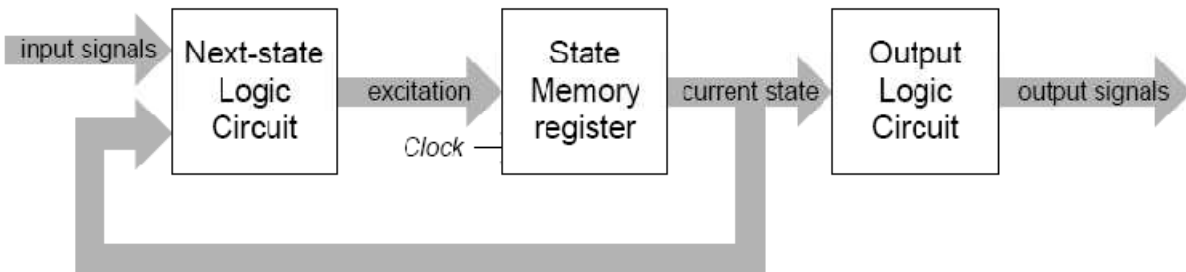 input signals
Next-state
Logic
Circuit
excitation
Clock
State
Memory
register
current state
Output
Logic
Circuit
output signals